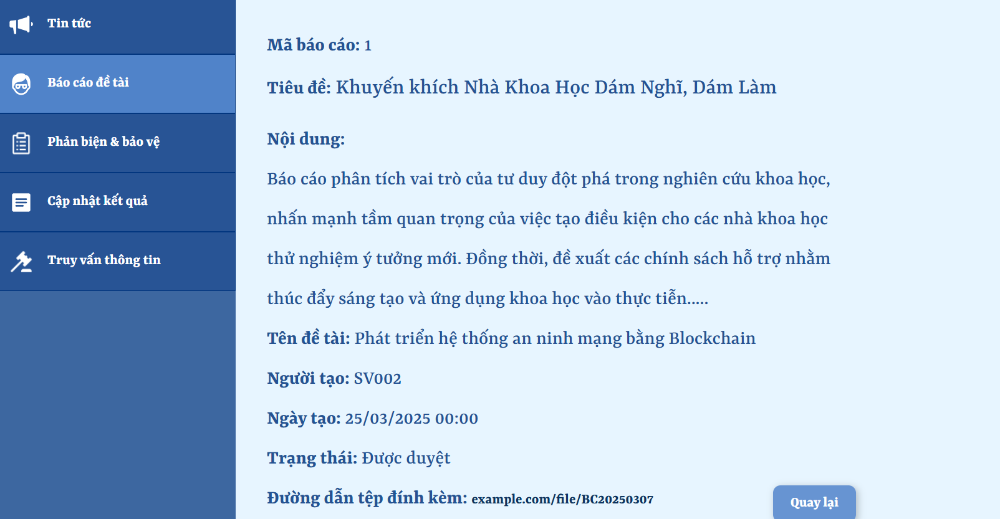 Tin tức
Báo cáo đề tài
Phản biện & bảo vệ
Cập nhật kết quả
Truy vấn thông tin
Mã báo cáo: 1
Tiêu đề: Khuyến khích Nhà Khoa Học Dám Nghĩ, Dám Làm
Nội dung:
Báo cáo phân tích vai trò của tư duy đột phá trong nghiên cứu khoa học,
nhấn mạnh tầm quan trọng của việc tạo điều kiện cho các nhà khoa học
thử nghiệm ý tưởng mới. Đồng thời, đề xuất các chính sách hỗ trợ nhằm
thúc đẩy sáng tạo và ứng dụng khoa học vào thực tiễn.....
Tên đề tài: Phát triển hệ thống an ninh mạng bằng Blockchain
Người tạo: SV002
Ngày tạo: 25/03/2025 00:00
Trạng thái: Được duyệt
Đường dẫn tệp đính kèm: example.com/file/BC20250307
Quay lại